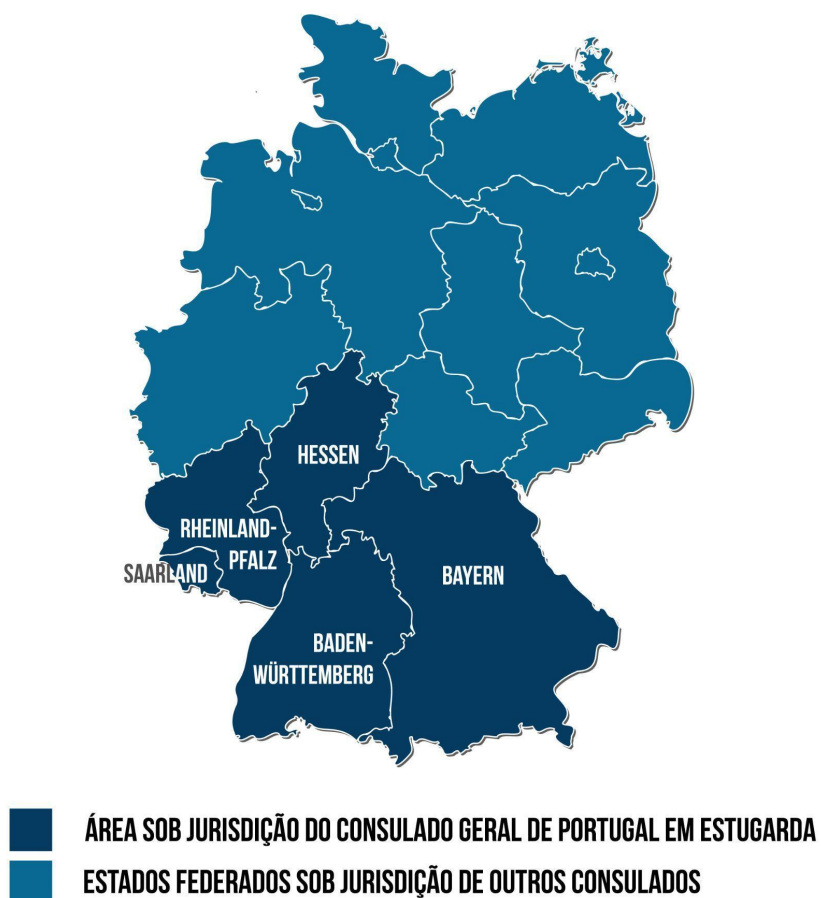 HESSEN
RHEINLAND-
PFALZ
SAARLAND
BAYERN
BADEN-
WÜRTTEMBERG
ÁREA SOB JURISDIÇÃO DO CONSULADO GERAL DE PORTUGAL EM ESTUGARDA
ESTADOS FEDERADOS SOB JURISDIÇÃO DE OUTROS CONSULADOS